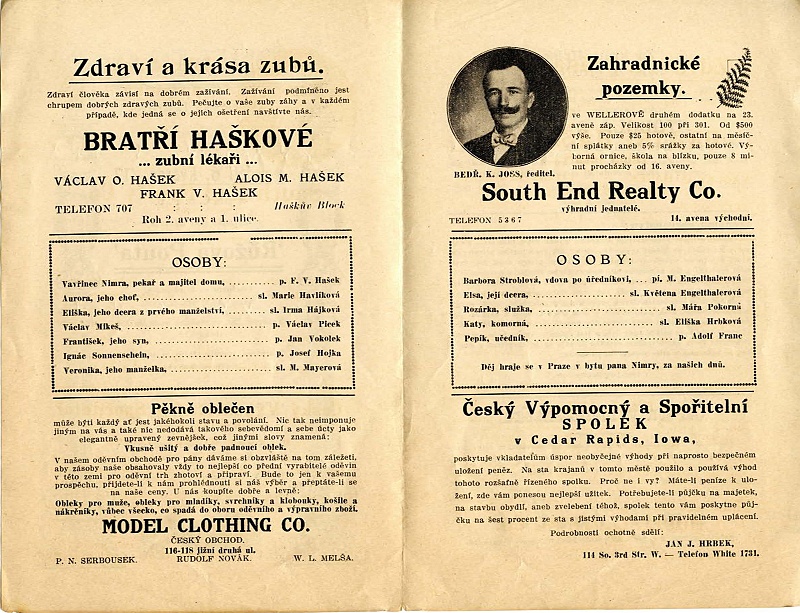 Zdraví a krása zubů.
Zdraví člověka závisí na dobrém zažívání. Zažívání podmíněno jest
chrupem dobrých zdravých zubů. Pečujte o vaše zuby záhy a v každém
případě, kde jedná se o jejich ošetření navštivte nás.
BRATŘÍ HAŠKOVÉ
... zubní lékaři ...
VÁCLAV O. HAŠEK ALOIS M. HAŠEK
FRANK V. HAŠEK
TELEFON 707 : : : Haškův Block
Roh 2. aveny a 1. ulice.
OSOBY:
Vavřinec Nimra, pekař a majitel domu, .......... p. F. V. Hašek
Aurora, jeho choť, .......... sl. Marie Havlíková
Eliška, jeho dcera z prvého manželství, .......... sl. Irma Hájková
Václav Mikeš, .......... p. Václav Picek
František, jeho syn, .......... p. Jan Vokolek
Ignác Sonnenschein, .......... p. Josef Hojka
Veronika, jeho manželka, .......... sl. M. Mayerová
Pěkně oblečen
může býti každý ať jest jakéhokoli stavu a povolání. Nic tak neimponuje
jiným na vás a také nic nedodává takového sebevědomí a sebe úcty jako
elegantně upravený zevnějšek, což jinými slovy znamená:
Vkusně ušitý a dobře padnoucí oblek.
V našem oděvním obchodě pro pány dáváme si obzvláště na tom záležeti,
aby zásoby naše obsahovaly vždy to nejlepší co přední vyrabitelé oděvin
v této zemi pro oděvní trh zhotoví a připraví. Bude to jen k vašemu
prospěchu, přijdete-li k nám prohlédnouti si náš výběr a přeptáte-li se
na naše ceny. U nás koupíte dobře a levně:
Obleky pro muže, obleky pro mladíky, svrchníky a klobouky, košile a
nákrčníky, vůbec všecko, co spadá do oboru oděvního a výpravního zboží.
MODEL CLOTHING CO.
ČESKÝ OBCHOD.
116-118 jižní druhá ul.
P. N. SERBOUSEK. RUDOLF NOVÁK. W. L. MELŠA.
Zahradnické
pozemky.
ve WELLEROVĚ druhém dodatku na 23.
aveně záp. Velikost 100 při 301. Od $500
výše. Pouze $25 hotově, ostatní na měsíč-
ní splátky aneb 5% srážky za hotové. Vý-
borná ornice, škola na blízku, pouze 8 mi-
nut procházky od 16. aveny.
BEDŘ. K. JOSS, ředitel.
South End Realty Co.
výhradní jednatelé.
TELEFON 5367 14. avena východní.
OSOBY:
Barbora Stroblová, vdova po úředníkovi, ... pí. M. Engelthalerová
Elsa, její dcera, .......... sl. Květena Engelthalerová
Rozárka, služka, .......... sl. Mářa Pokorná
Katy, komorná, .......... sl. Eliška Hrbková
Pepík, učedník, .......... p. Adolf Franc
Děj hraje se v Praze v bytu pana Nimry, za našich dnů.
Český Výpomocný a Spořitelní
SPOLEK
v Cedar Rapids, Iowa,
poskytuje vkladatelům úspor neobyčejné výhody při naprosto bezpečném
uložení peněz. Na sta krajanů v tomto městě použilo a používá výhod
tohoto rozšafně řízeného spolku. Proč ne i vy? Máte-li peníze k ulo-
žení, zde vám ponesou nejlepší užitek. Potřebujete-li půjčku na majetek,
na stavbu obydlí, aneb zvelebení téhož, spolek tento vám poskytne půj-
čku na šest procent ze sta s jistými výhodami při pravidelném uplácení.
Podrobnosti ochotně sdělí:
JAN J. HRBEK,
114 So. 3rd Str. W. — Telefon White 1731.